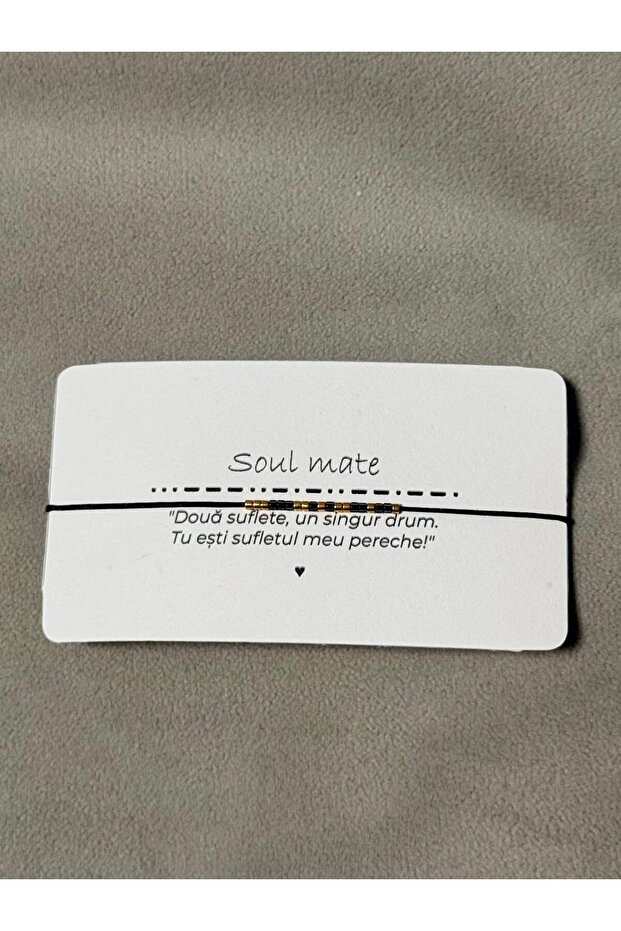 Soul mate
"Două suflete, un singur drum.
Tu ești sufletul meu pereche!"
♥